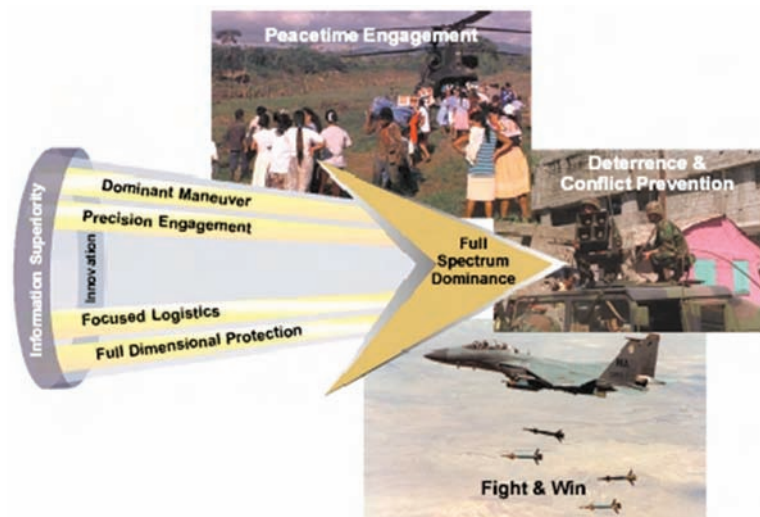 Peacetime Engagement
Deterrence &
Conflict Prevention
Information Superiority
Innovation
Dominant Maneuver
Precision Engagement
Focused Logistics
Full Dimensional Protection
Full
Spectrum
Dominance
Fight & Win